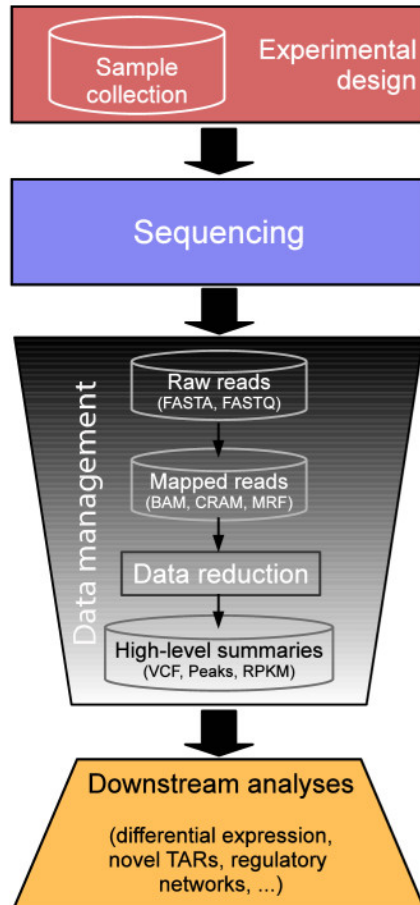 Sample
collection
Experimental
design
Sequencing
Data management
Raw reads
(FASTA, FASTQ)
Mapped reads
(BAM, CRAM, MRF)
Data reduction
High-level summaries
(VCF, Peaks, RPKM)
Downstream analyses
(differential expression,
novel TARs, regulatory
networks, ...)